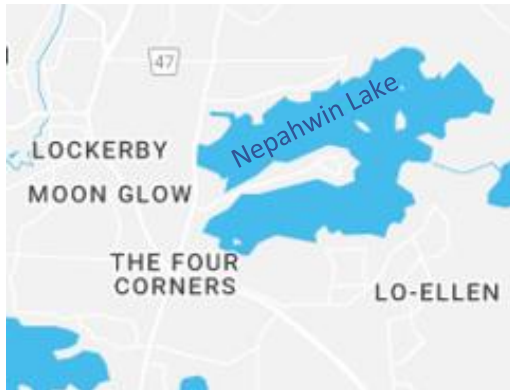 47
Nepahwin Lake
LOCKERBY
MOON GLOW
THE FOUR
CORNERS
LO-ELLEN